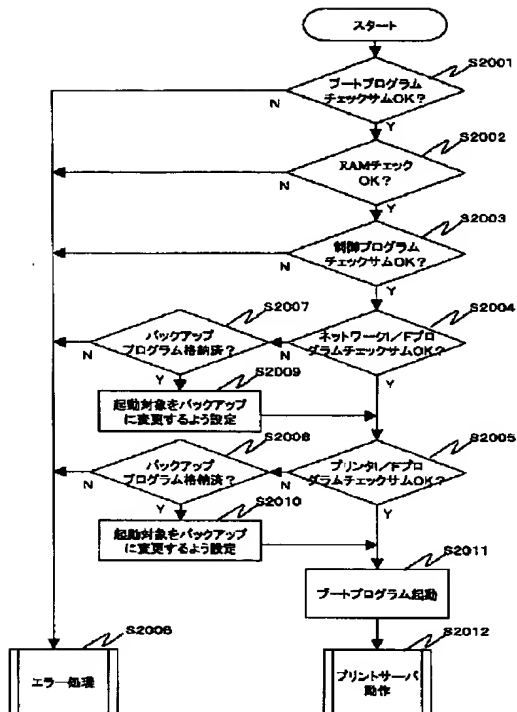 スタート
S2001
ブートプログラム
チェックサムOK?
N
Y
S2002
RAMチェック
OK?
N
Y
S2003
制御プログラム
チェックサムOK?
N
Y
S2007
S2004
バックアップ
プログラム格納済?
ネットワークI/Fプロ
グラムチェックサムOK?
N
N
Y
Y
S2009
起動対象をバックアップ
に変更するよう設定
S2008
S2005
バックアップ
プログラム格納済?
プリンタI/Fプロ
グラムチェックサムOK?
N
N
Y
Y
S2010
起動対象をバックアップ
に変更するよう設定
S2011
ブートプログラム起動
S2006
S2012
エラー処理
プリントサーバ
動作